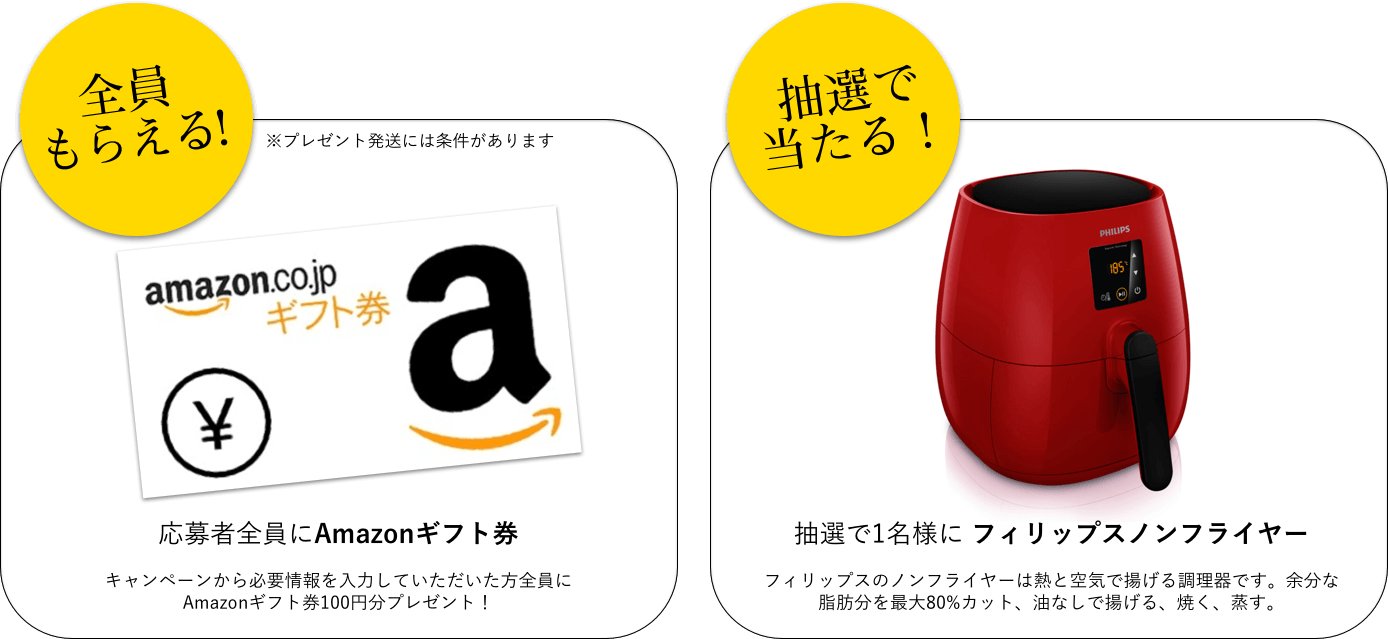 全員
もらえる!
※プレゼント発送には条件があります
amazon.co.jp
ギフト券
a
¥
応募者全員にAmazonギフト券
キャンペーンから必要情報を入力していただいた方全員に
Amazonギフト券100円分プレゼント！
抽選で
当たる！
PHILIPS
185°
抽選で1名様に フィリップスノンフライヤー
フィリップスのノンフライヤーは熱と空気で揚げる調理器です。余分な
脂肪分を最大80%カット、油なしで揚げる、焼く、蒸す。